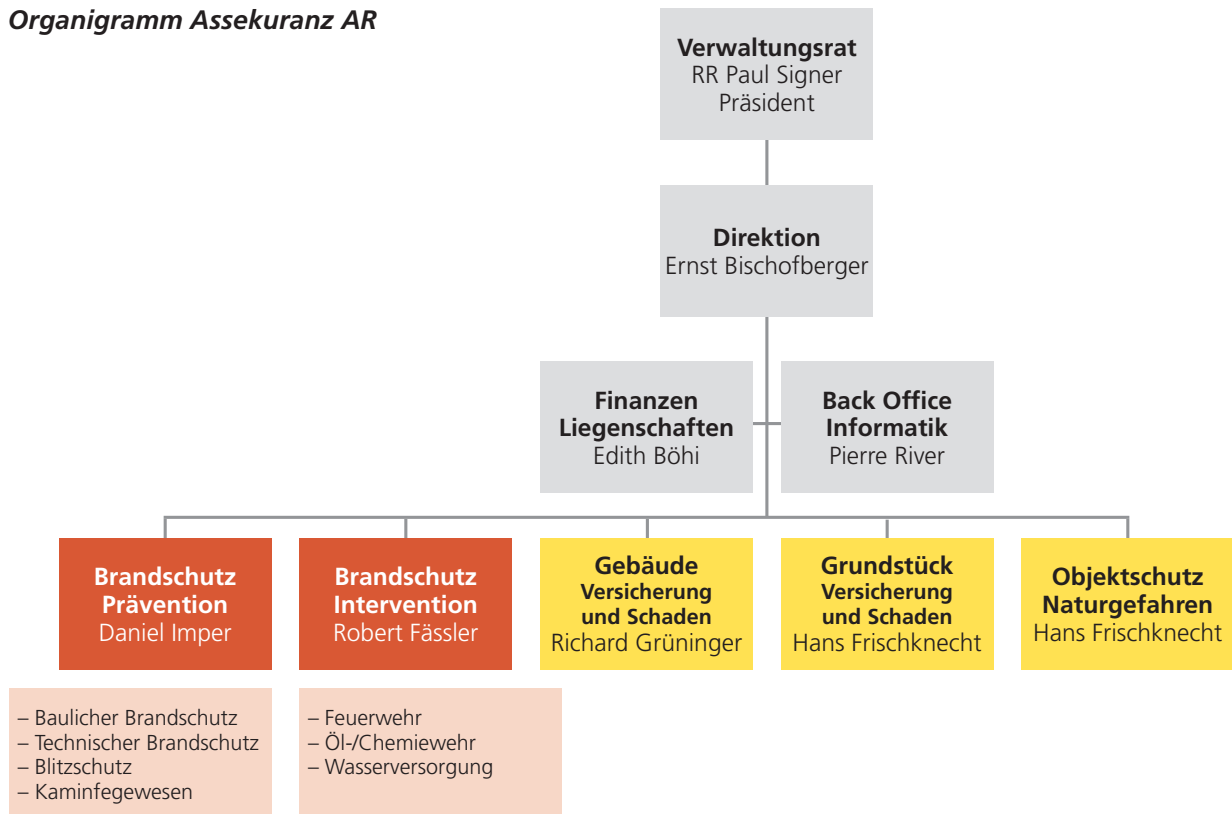 Organigramm Assekuranz AR
Verwaltungsrat
RR Paul Signer
Präsident
Direktion
Ernst Bischofberger
Finanzen
Liegenschaften
Edith Böhi
Back Office
Informatik
Pierre River
Brandschutz
Prävention
Daniel Imper
Brandschutz
Intervention
Robert Fässler
Gebäude
Versicherung
und Schaden
Richard Grüninger
Grundstück
Versicherung
und Schaden
Hans Frischknecht
Objektschutz
Naturgefahren
Hans Frischknecht
– Baulicher Brandschutz
– Technischer Brandschutz
– Blitzschutz
– Kaminfegewesen
– Feuerwehr
– Öl-/Chemiewehr
– Wasserversorgung